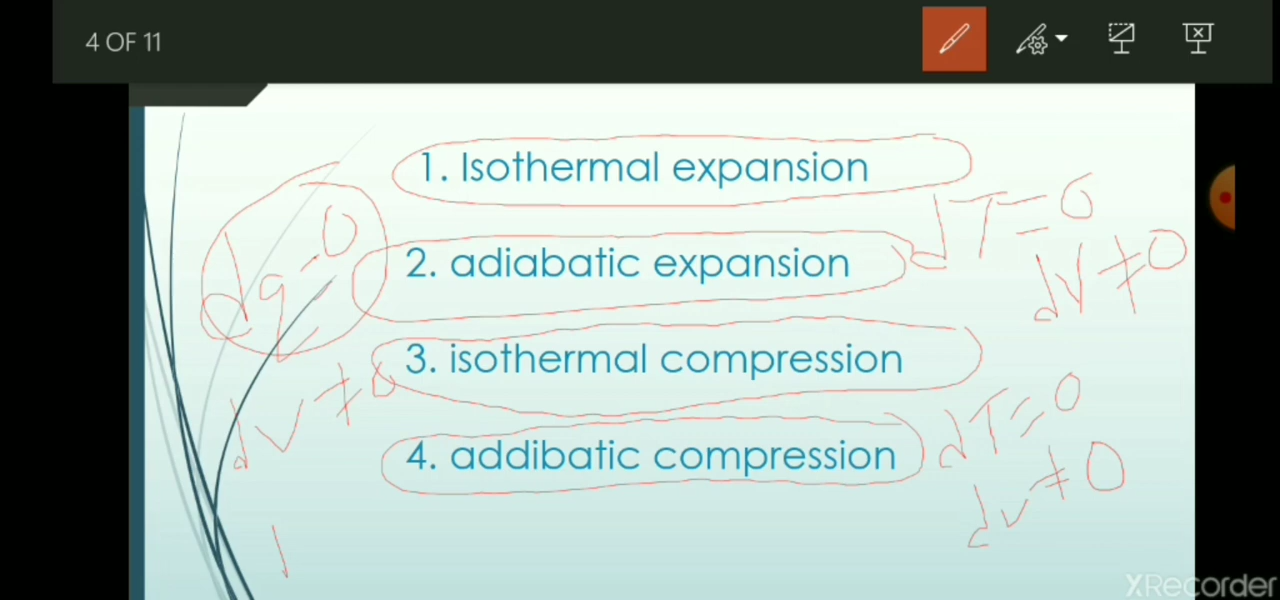 4 OF 11
1. Isothermal expansion
dT=0
dq=0
2. adiabatic expansion
dV≠0
3. isothermal compression
dV≠0
dT=0
4. addibatic compression
dV≠0
XRecorder